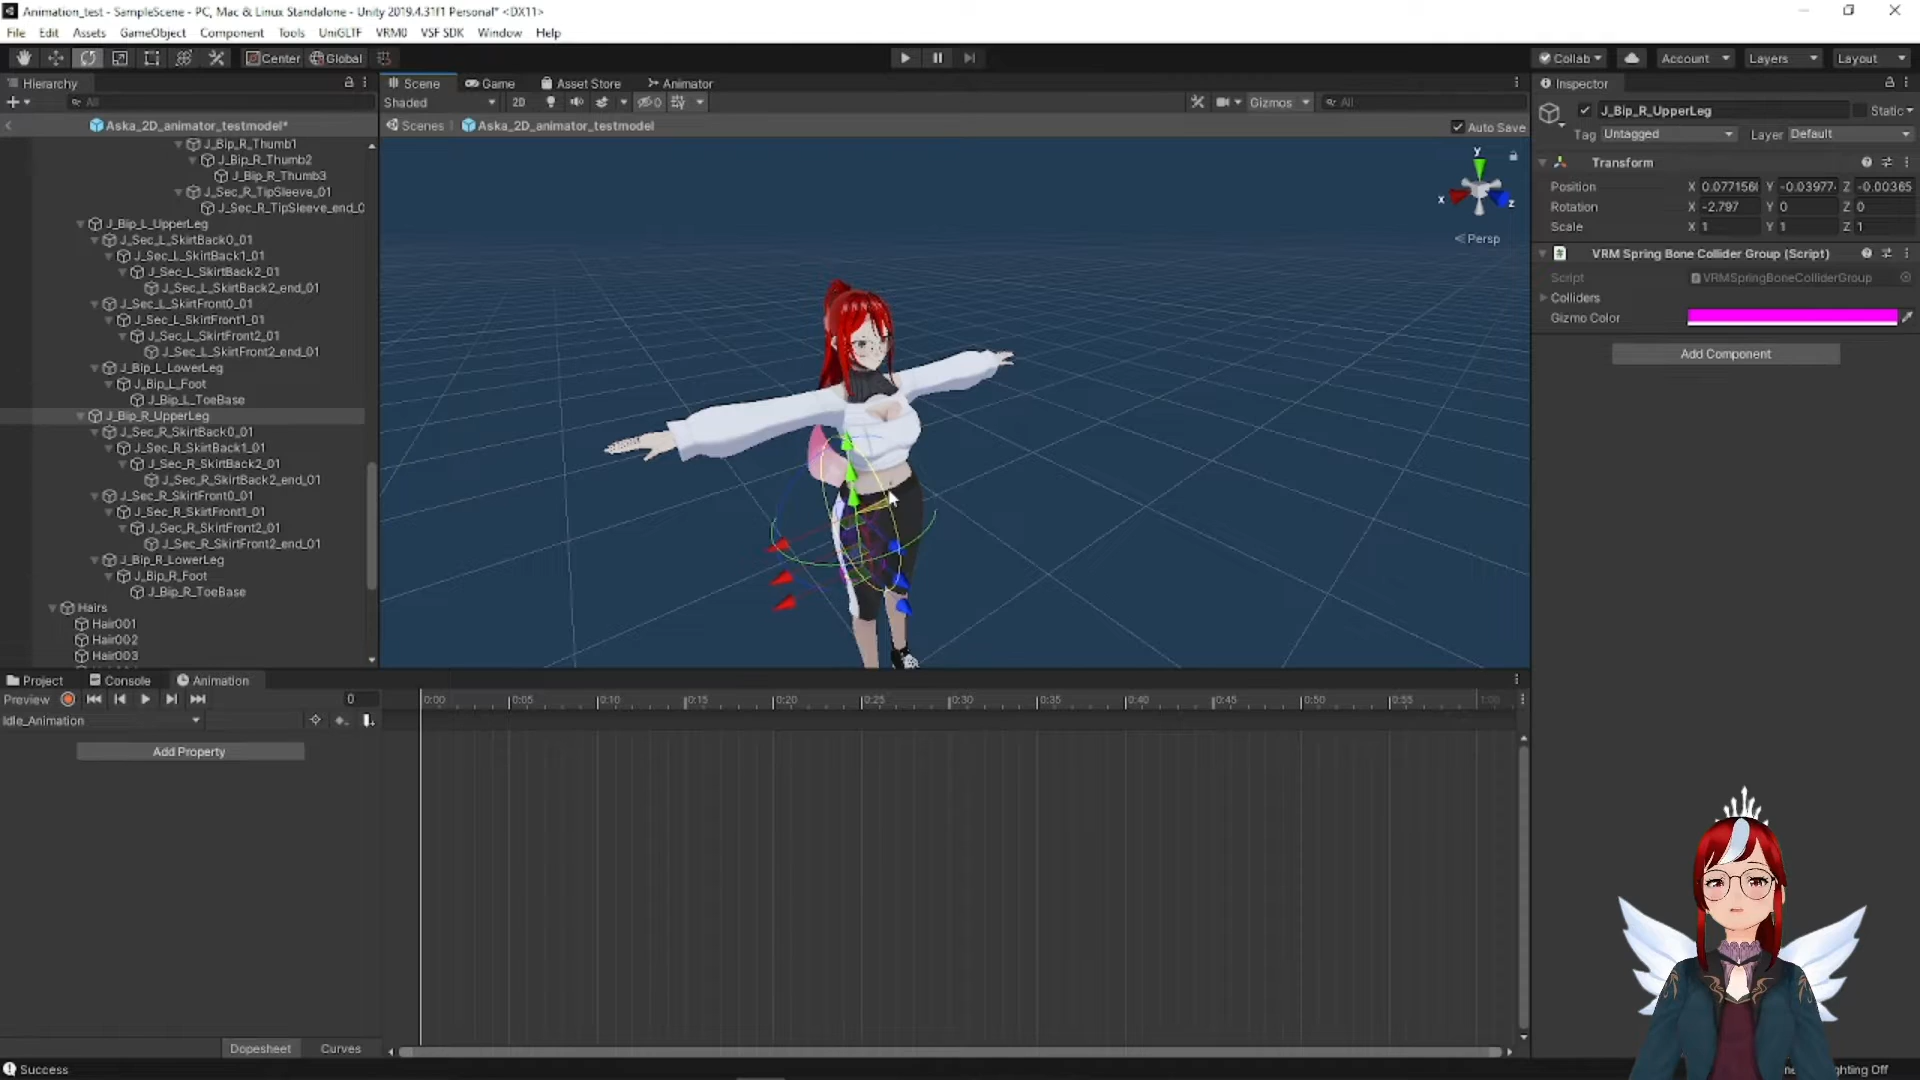 Animation_test - SampleScene - PC, Mac & Linux Standalone - Unity 2019.4.31f1 Personal* <DX11>
File Edit Assets GameObject Component Tools UniGLTF VRM0 VSF SDK Window Help
Center Global Collab Account Layers Layout
Hierarchy
All
Aska_2D_animator_testmodel*
J_Bip_R_Thumb1
J_Bip_R_Thumb2
J_Bip_R_Thumb3
J_Sec_R_TipSleeve_01
J_Sec_R_TipSleeve_end_0
J_Bip_L_UpperLeg
J_Sec_L_SkirtBack0_01
J_Sec_L_SkirtBack1_01
J_Sec_L_SkirtBack2_01
J_Sec_L_SkirtBack2_end_01
J_Sec_L_SkirtFront0_01
J_Sec_L_SkirtFront1_01
J_Sec_L_SkirtFront2_01
J_Sec_L_SkirtFront2_end_01
J_Bip_L_LowerLeg
J_Bip_L_Foot
J_Bip_L_ToeBase
J_Bip_R_UpperLeg
J_Sec_R_SkirtBack0_01
J_Sec_R_SkirtBack1_01
J_Sec_R_SkirtBack2_01
J_Sec_R_SkirtBack2_end_01
J_Sec_R_SkirtFront0_01
J_Sec_R_SkirtFront1_01
J_Sec_R_SkirtFront2_01
J_Sec_R_SkirtFront2_end_01
J_Bip_R_LowerLeg
J_Bip_R_Foot
J_Bip_R_ToeBase
Hairs
Hair001
Hair002
Hair003
Scene Game Asset Store Animator
Shaded 2D 0 Gizmos All
Scenes Aska_2D_animator_testmodel Auto Save
y
x z
Persp
Inspector
J_Bip_R_UpperLeg Static
Tag Untagged Layer Default
Transform
Position X 0.077156 Y -0.03977 Z -0.00365
Rotation X -2.797 Y 0 Z 0
Scale X 1 Y 1 Z 1
VRM Spring Bone Collider Group (Script)
Script VRMSpringBoneColliderGroup
Colliders
Gizmo Color
Add Component
Project Console Animation
Preview 0 0:00 0:05 0:10 0:15 0:20 0:25 0:30 0:35 0:40 0:45 0:50 0:55 1:00
Idle_Animation
Add Property
Dopesheet Curves
Success
hting Off